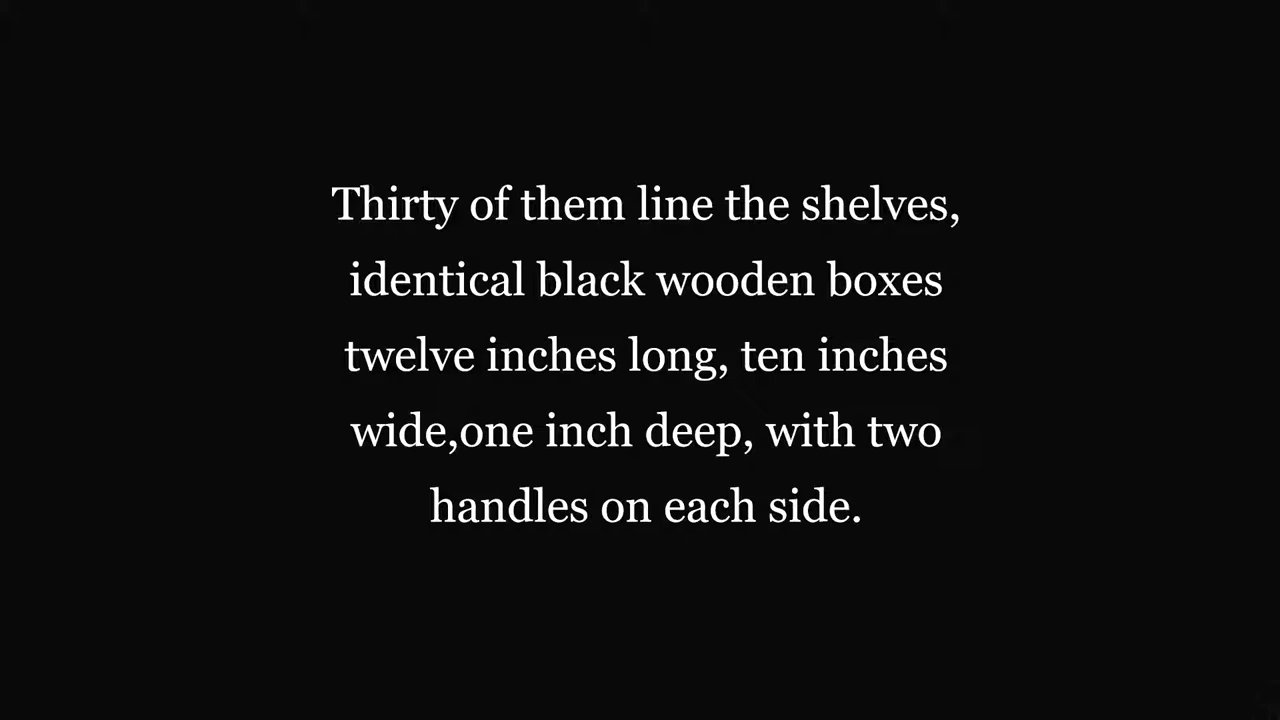 Thirty of them line the shelves,
identical black wooden boxes
twelve inches long, ten inches
wide,one inch deep, with two
handles on each side.